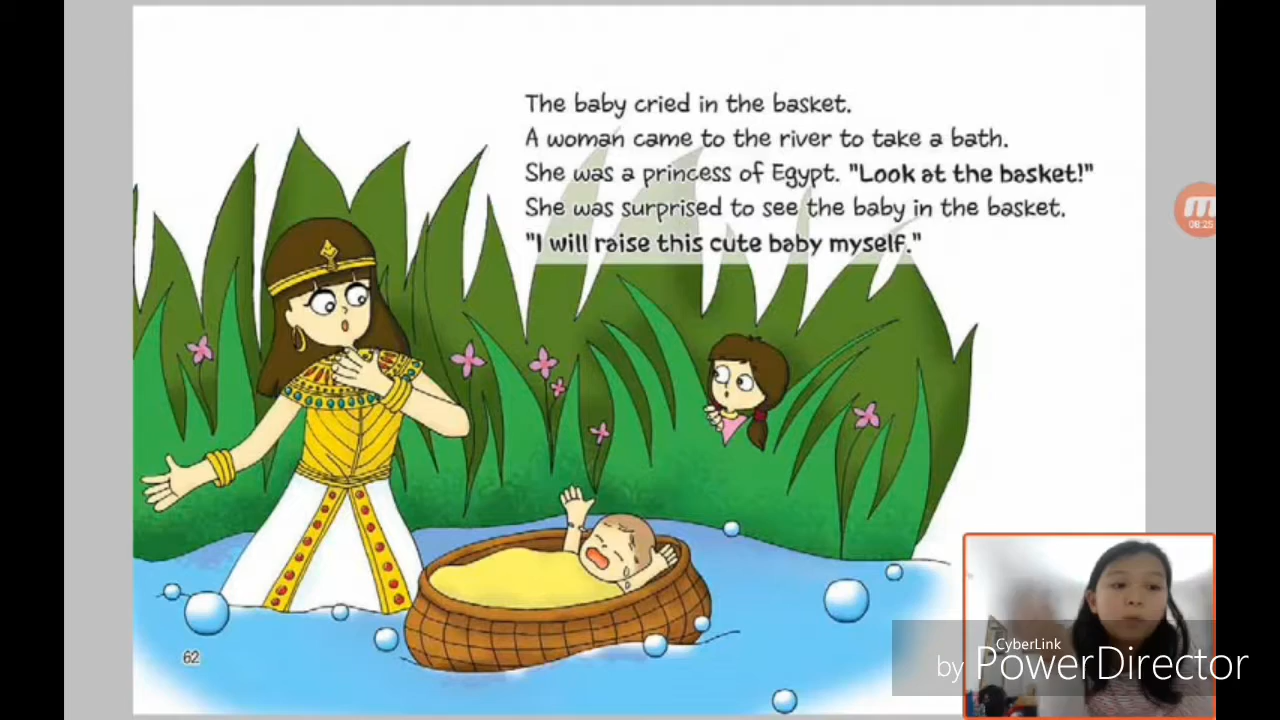 The baby cried in the basket.
A woman came to the river to take a bath.
She was a princess of Egypt. "Look at the basket!"
She was surprised to see the baby in the basket.
"I will raise this cute baby myself."
08:25
62
CyberLink
by PowerDirector